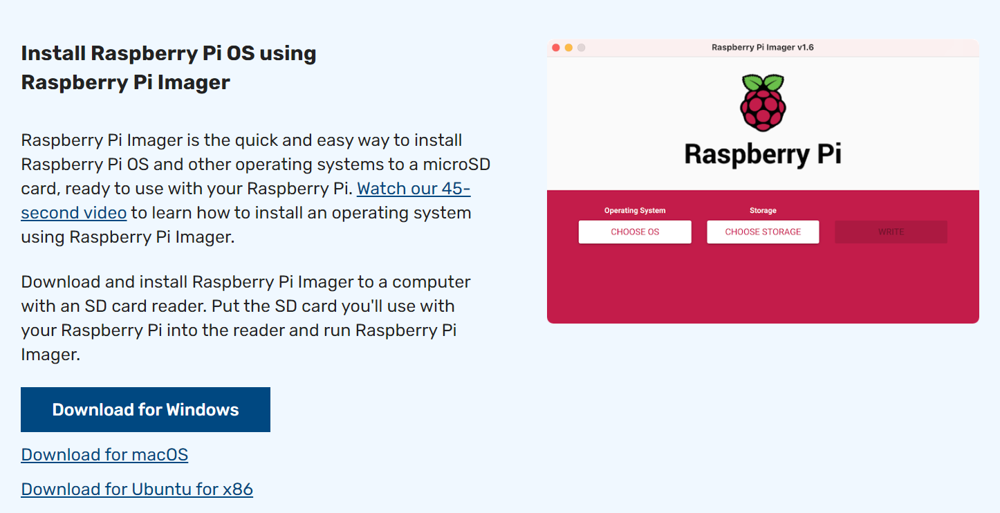 Install Raspberry Pi OS using
Raspberry Pi Imager
Raspberry Pi Imager is the quick and easy way to install
Raspberry Pi OS and other operating systems to a microSD
card, ready to use with your Raspberry Pi. Watch our 45-
second video to learn how to install an operating system
using Raspberry Pi Imager.
Download and install Raspberry Pi Imager to a computer
with an SD card reader. Put the SD card you'll use with
your Raspberry Pi into the reader and run Raspberry Pi
Imager.
Download for Windows
Download for macOS
Download for Ubuntu for x86
Raspberry Pi Imager v1.6
Raspberry Pi
Operating System
Storage
CHOOSE OS
CHOOSE STORAGE
WRITE